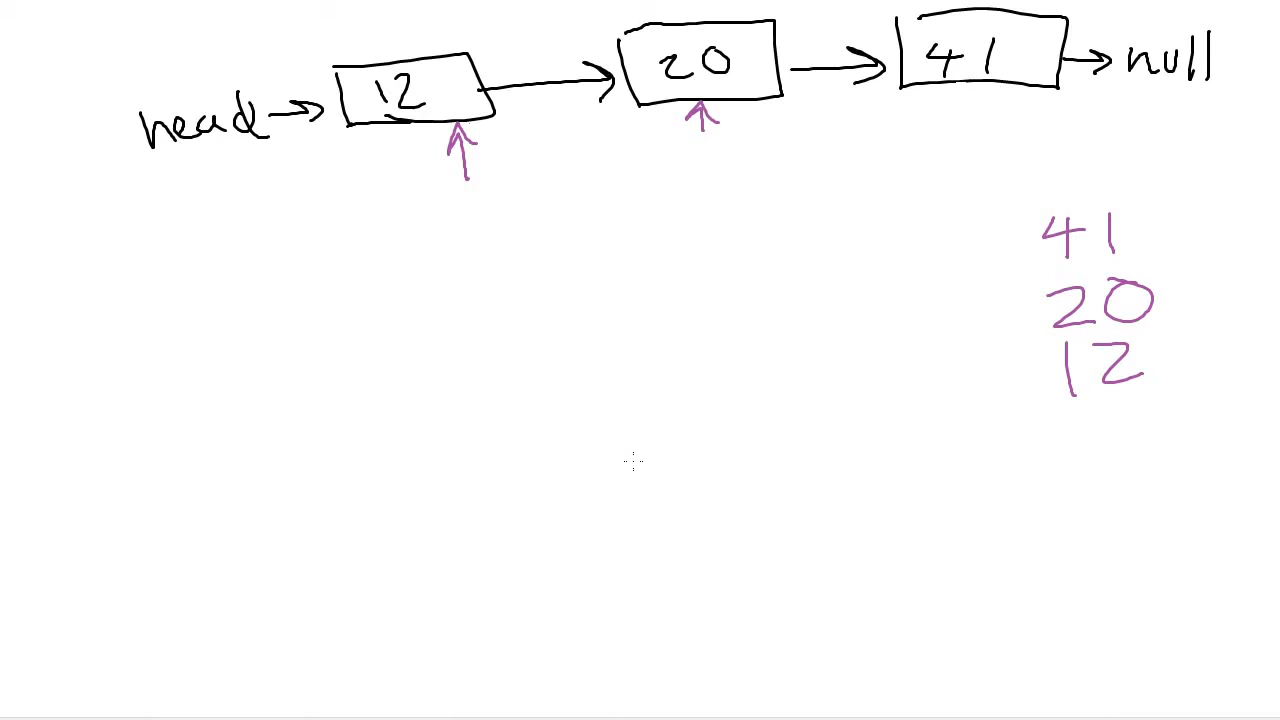 head → 12 → 20 → 41 → null
41
20
12